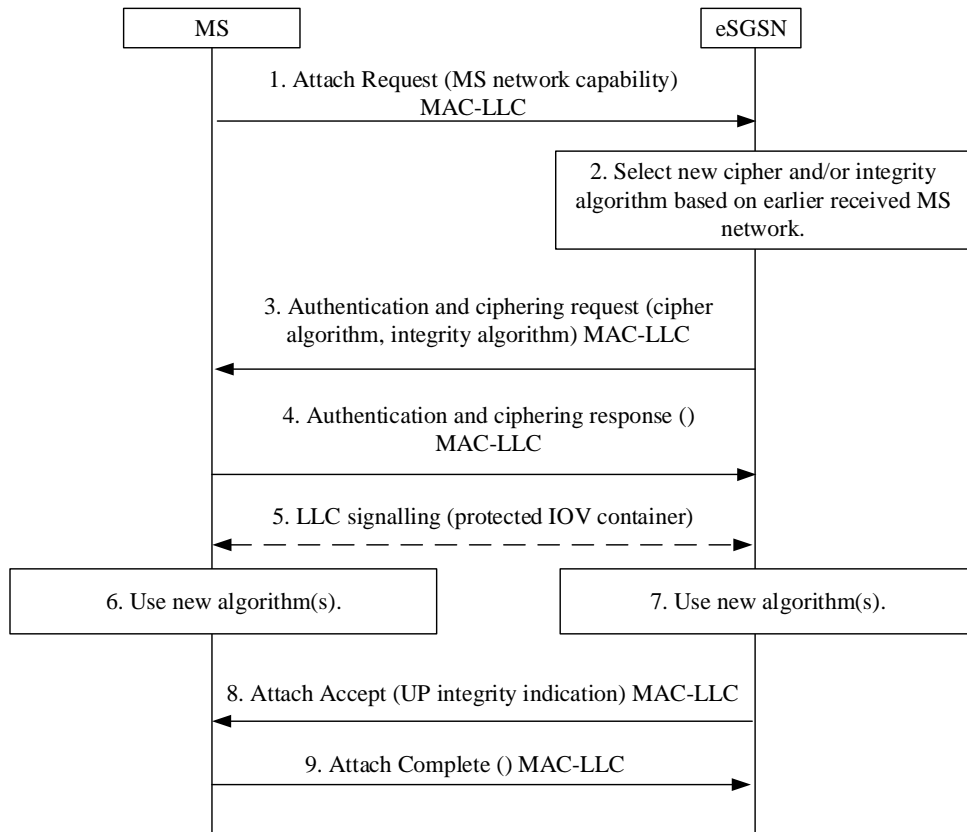 MS
eSGSN
1. Attach Request (MS network capability)
MAC-LLC
2. Select new cipher and/or integrity
algorithm based on earlier received MS
network.
3. Authentication and ciphering request (cipher
algorithm, integrity algorithm) MAC-LLC
4. Authentication and ciphering response ()
MAC-LLC
5. LLC signalling (protected IOV container)
6. Use new algorithm(s).
7. Use new algorithm(s).
8. Attach Accept (UP integrity indication) MAC-LLC
9. Attach Complete () MAC-LLC